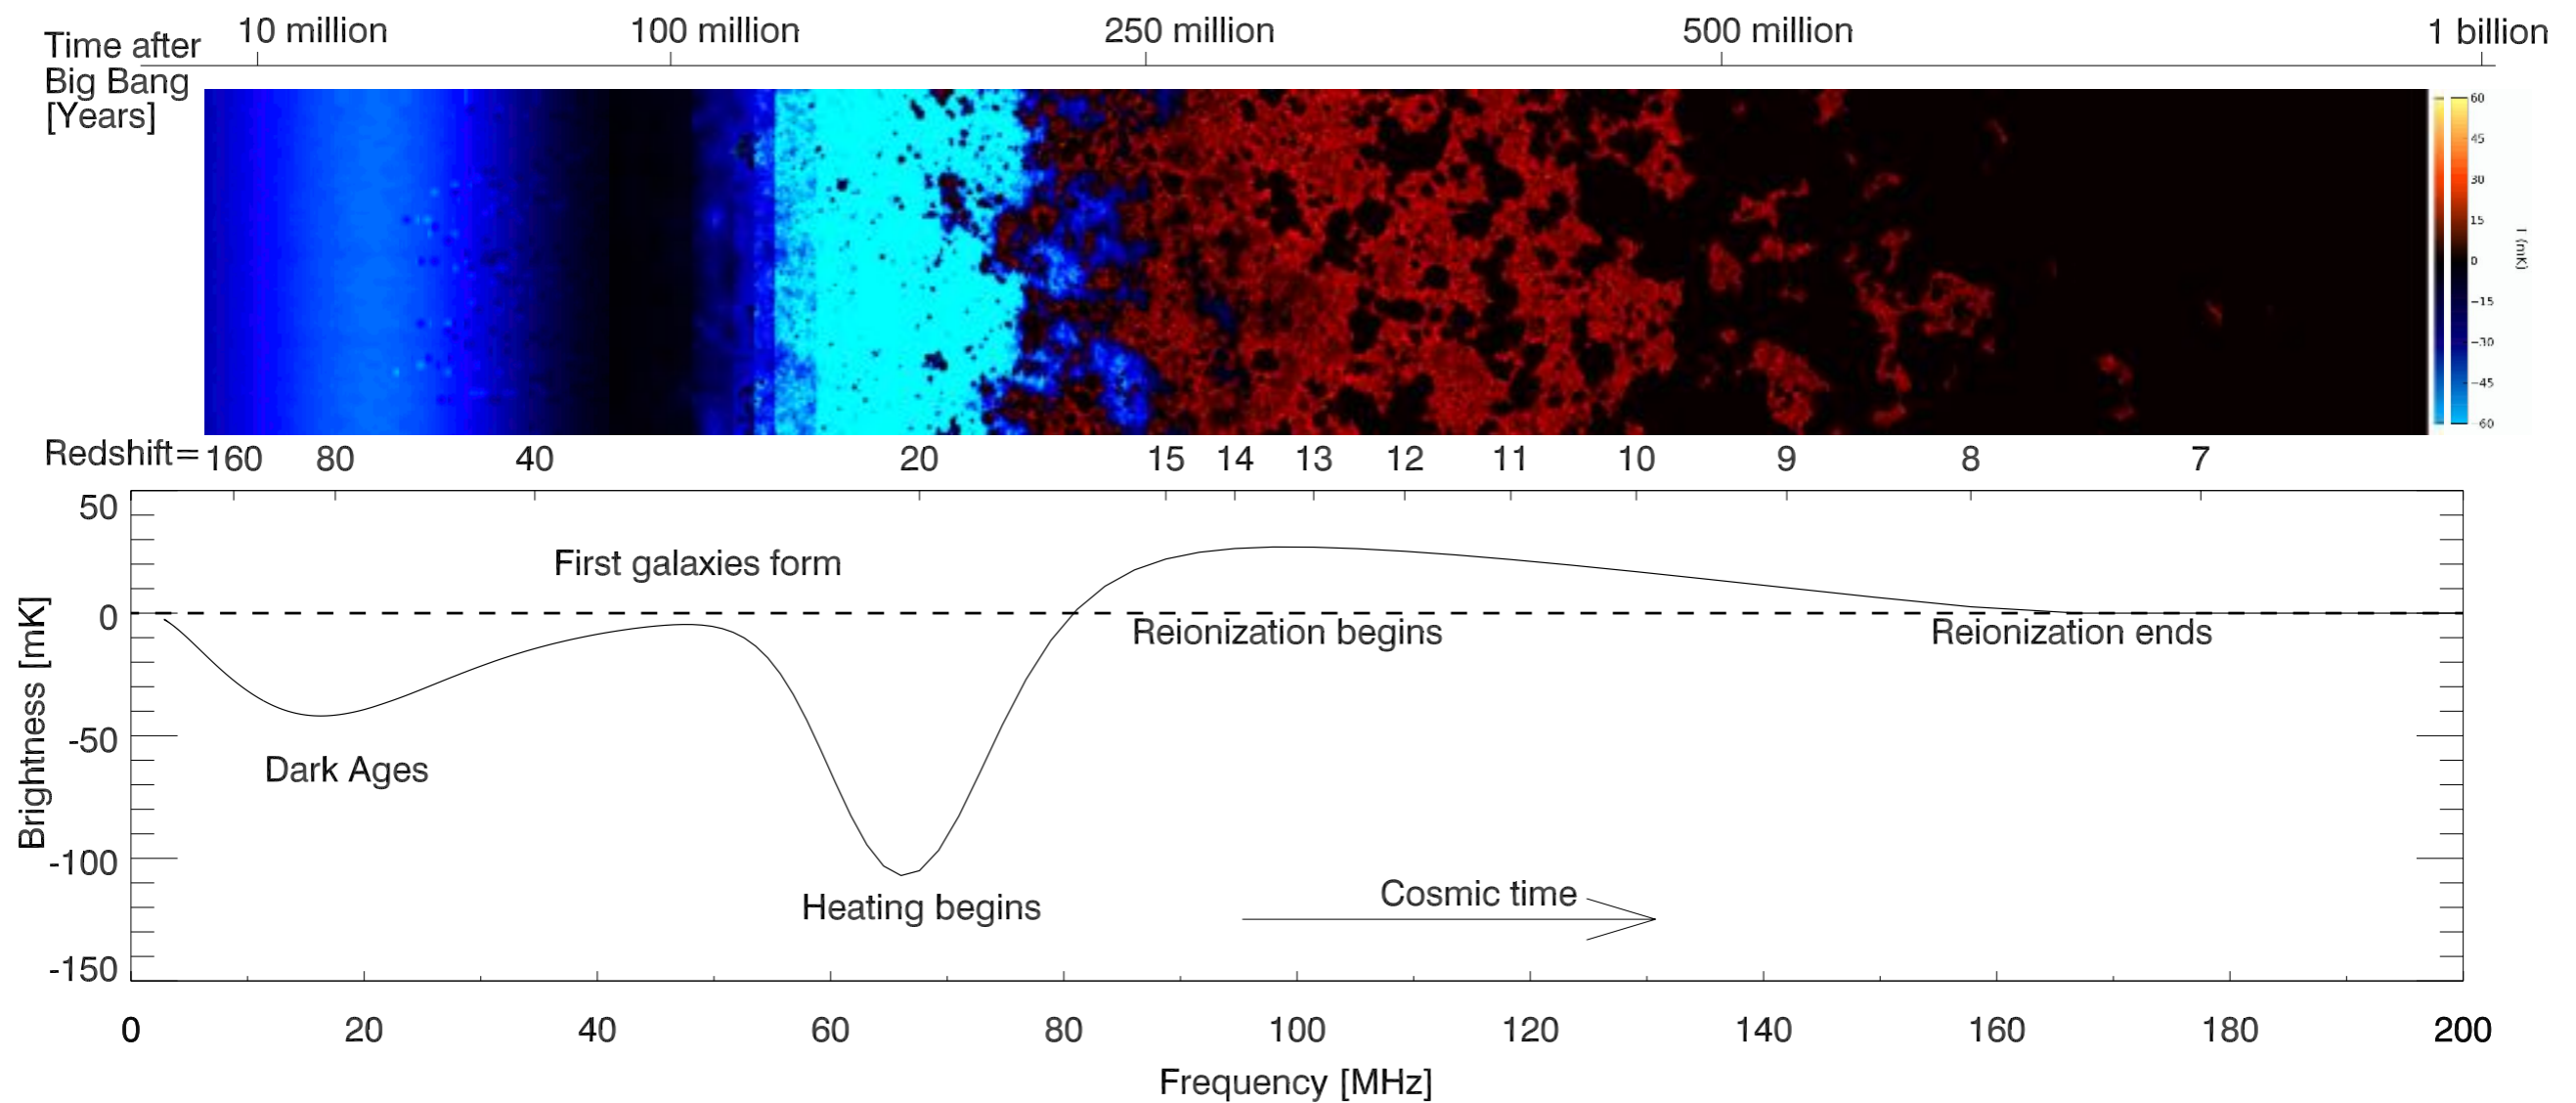 10 million 100 million 250 million 500 million 1 billion
Time after
Big Bang
[Years]
60
45
30
15
0
-15
-30
-45
-60
T (mK)
Redshift= 160 80 40 20 15 14 13 12 11 10 9 8 7
50
0
-50
-100
-150
Brightness [mK]
First galaxies form
Reionization begins
Reionization ends
Dark Ages
Heating begins
Cosmic time
0 20 40 60 80 100 120 140 160 180 200
Frequency [MHz]